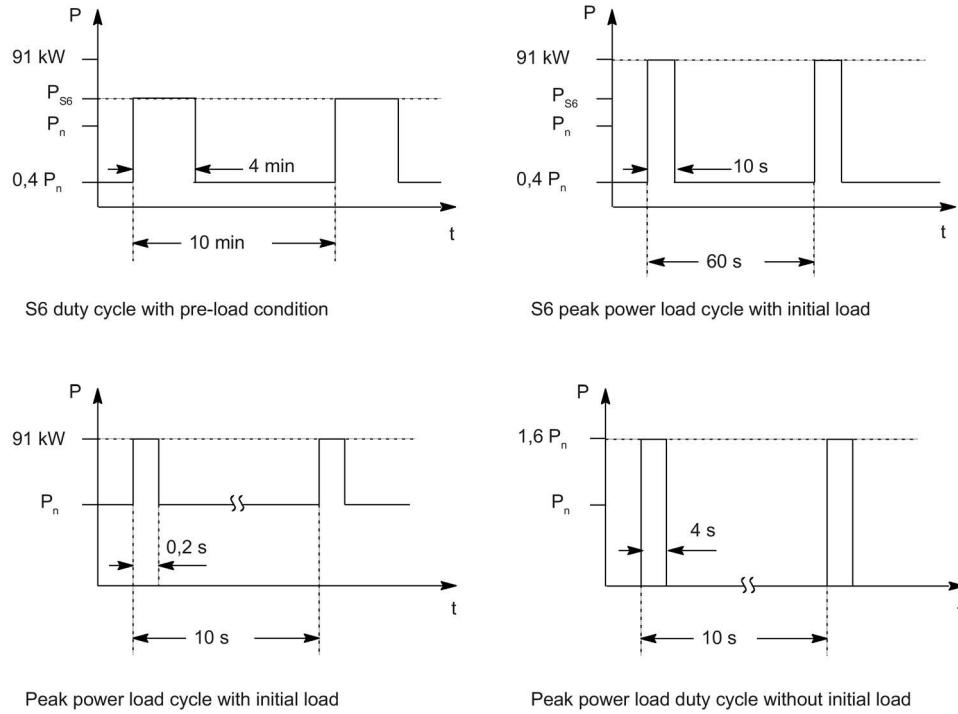 P
91 kW
P_S6
P_n
0,4 P_n
4 min
10 min
t
S6 duty cycle with pre-load condition
P
91 kW
P_S6
P_n
0,4 P_n
10 s
60 s
t
S6 peak power load cycle with initial load
P
91 kW
P_n
0,2 s
10 s
t
Peak power load cycle with initial load
P
1,6 P_n
P_n
4 s
10 s
Peak power load duty cycle without initial load